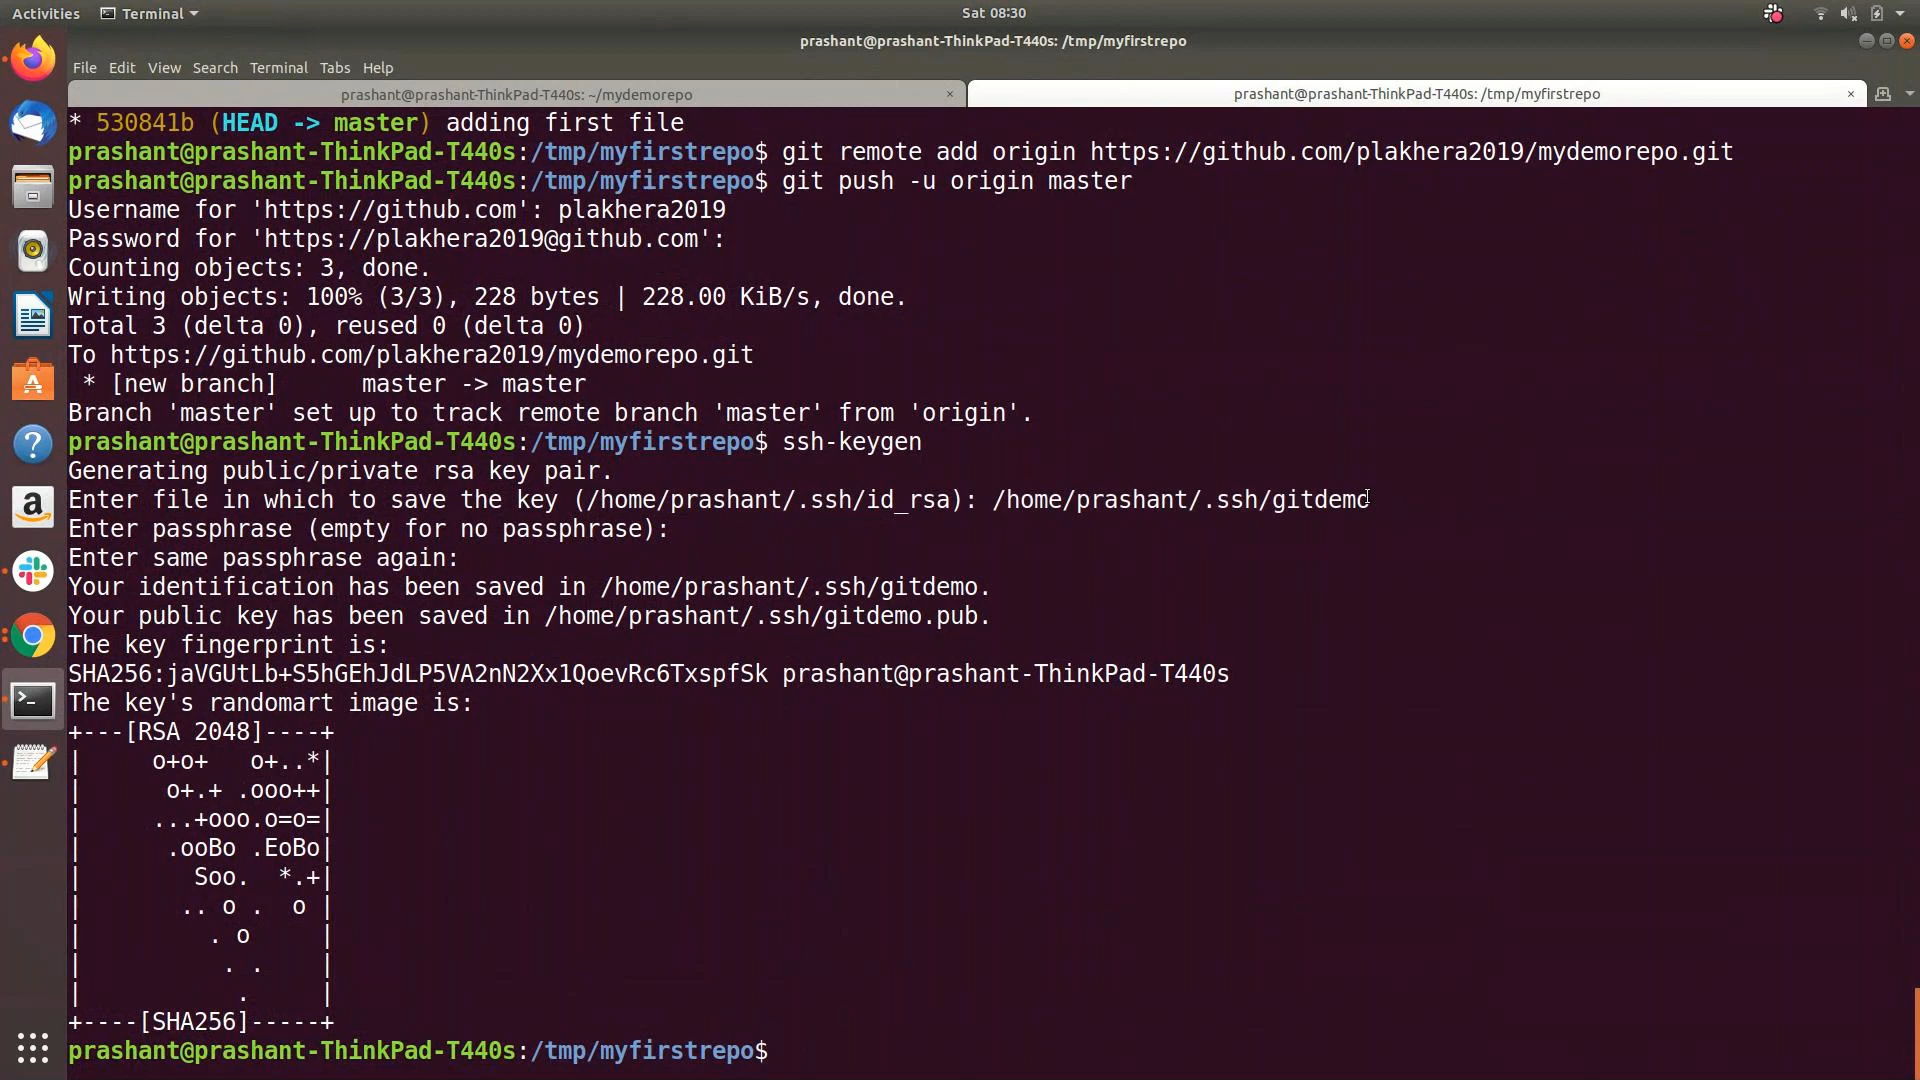 Activities Terminal Sat 08:30
prashant@prashant-ThinkPad-T440s: /tmp/myfirstrepo
File Edit View Search Terminal Tabs Help
prashant@prashant-ThinkPad-T440s: ~/mydemorepo × prashant@prashant-ThinkPad-T440s: /tmp/myfirstrepo ×
* 530841b (HEAD -> master) adding first file
prashant@prashant-ThinkPad-T440s:/tmp/myfirstrepo$ git remote add origin https://github.com/plakhera2019/mydemorepo.git
prashant@prashant-ThinkPad-T440s:/tmp/myfirstrepo$ git push -u origin master
Username for 'https://github.com': plakhera2019
Password for 'https://plakhera2019@github.com':
Counting objects: 3, done.
Writing objects: 100% (3/3), 228 bytes | 228.00 KiB/s, done.
Total 3 (delta 0), reused 0 (delta 0)
To https://github.com/plakhera2019/mydemorepo.git
 * [new branch]      master -> master
Branch 'master' set up to track remote branch 'master' from 'origin'.
prashant@prashant-ThinkPad-T440s:/tmp/myfirstrepo$ ssh-keygen
Generating public/private rsa key pair.
Enter file in which to save the key (/home/prashant/.ssh/id_rsa): /home/prashant/.ssh/gitdemo
Enter passphrase (empty for no passphrase):
Enter same passphrase again:
Your identification has been saved in /home/prashant/.ssh/gitdemo.
Your public key has been saved in /home/prashant/.ssh/gitdemo.pub.
The key fingerprint is:
SHA256:jaVGUtLb+S5hGEhJdLP5VA2nN2Xx1QoevRc6TxspfSk prashant@prashant-ThinkPad-T440s
The key's randomart image is:
+---[RSA 2048]----+
|     o+o+   o+..*|
|      o+.+ .ooo++|
|     ...+ooo.o=o=|
|      .ooBo .EoBo|
|        Soo.  *.+|
|       .. o .  o |
|         . o     |
|          . .    |
|           .     |
+----[SHA256]-----+
prashant@prashant-ThinkPad-T440s:/tmp/myfirstrepo$